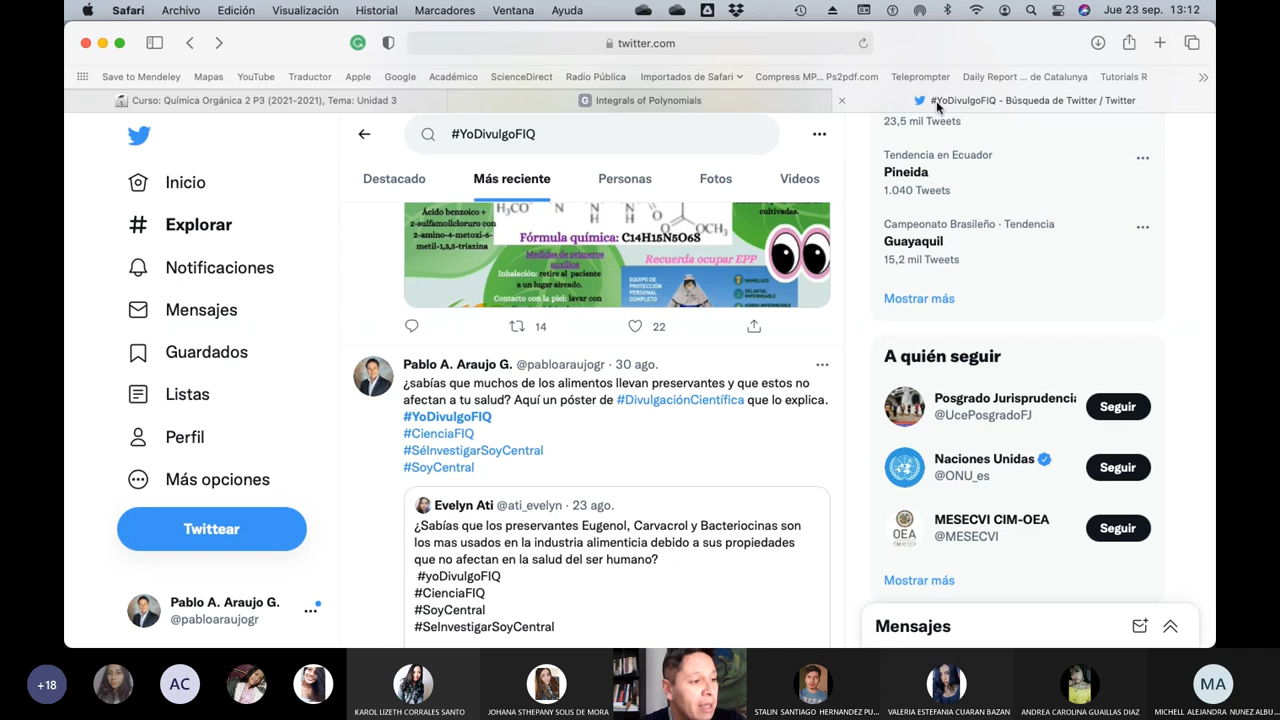 Safari Archivo Edición Visualización Historial Marcadores Ventana Ayuda Jue 23 sep. 13:12
twitter.com
Save to Mendeley Mapas YouTube Traductor Apple Google Académico ScienceDirect Radio Pública Importados de Safari Compress MP... Ps2pdf.com Teleprompter Daily Report ... de Catalunya Tutorials R
Curso: Química Orgánica 2 P3 (2021-2021), Tema: Unidad 3
G Integrals of Polynomials
#YoDivulgoFIQ - Búsqueda de Twitter / Twitter
Inicio
Explorar
Notificaciones
Mensajes
Guardados
Listas
Perfil
Más opciones
Twittear
Pablo A. Araujo G.
@pabloaraujogr
#YoDivulgoFIQ
Destacado Más reciente Personas Fotos Videos
Ácido benzoico +
2-sulfamilcloruro con
2-amino-4-metoxi-6-
metil-1,3,5-triazina
H₃CO N N N O
H H OCH₃
cultivadas.
Fórmula química: C14H15N5O6S
Medidas de primeros
auxilios
Inhalación: retire al paciente
a un lugar aireado.
Contacto con la piel: lavar con
Recuerda ocupar EPP
EQUIPO DE
PROTECCIÓN
PERSONAL
COMPLETO
14 22
Pablo A. Araujo G. @pabloaraujogr · 30 ago.
¿sabías que muchos de los alimentos llevan preservantes y que estos no
afectan a tu salud? Aquí un póster de #DivulgaciónCientífica que lo explica.
#YoDivulgoFIQ
#CienciaFIQ
#SéInvestigarSoyCentral
#SoyCentral
Evelyn Ati @ati_evelyn · 23 ago.
¿Sabías que los preservantes Eugenol, Carvacrol y Bacteriocinas son
los mas usados en la industria alimenticia debido a sus propiedades
que no afectan en la salud del ser humano?
#yoDivulgoFIQ
#CienciaFIQ
#SoyCentral
#SeInvestigarSoyCentral
23,5 mil Tweets
Tendencia en Ecuador
Pineida
1.040 Tweets
Campeonato Brasileño · Tendencia
Guayaquil
15,2 mil Tweets
Mostrar más
A quién seguir
Posgrado Jurisprudencia
@UcePosgradoFJ
Seguir
Naciones Unidas
@ONU_es
Seguir
OEA
MESECVI CIM-OEA
@MESECVI
Seguir
Mostrar más
Mensajes
+18
AC
KAROL LIZETH CORRALES SANTO
JOHANA STHEPANY SOLIS DE MORA
STALIN SANTIAGO HERNANDEZ PU...
VALERIA ESTEFANIA CUARAN BAZAN
ANDREA CAROLINA GUAILLAS DIAZ
MA
MICHELL ALEJANDRA NUNEZ ALBU...